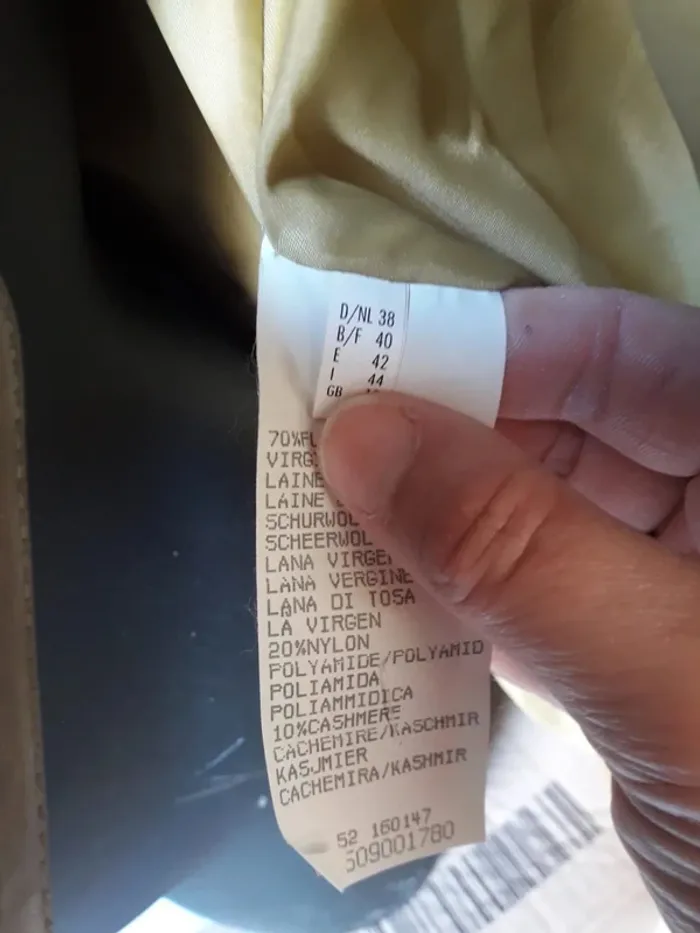 D/NL 38
B/F 40
E 42
I 44
GB
70%
VIRG
LAINE
LAINE
SCHURWOL
SCHEERWOL
LANA VIRGEN
LANA VERGINE
LANA DI TOSA
LA VIRGEN
20%NYLON
POLYAMIDE/POLYAMID
POLIAMIDA
POLIAMMIDICA
10%CASHMERE
CACHEMIRE/KASCHMIR
KASJMIER
CACHEMIRA/KASHMIR
52 160147
509001780